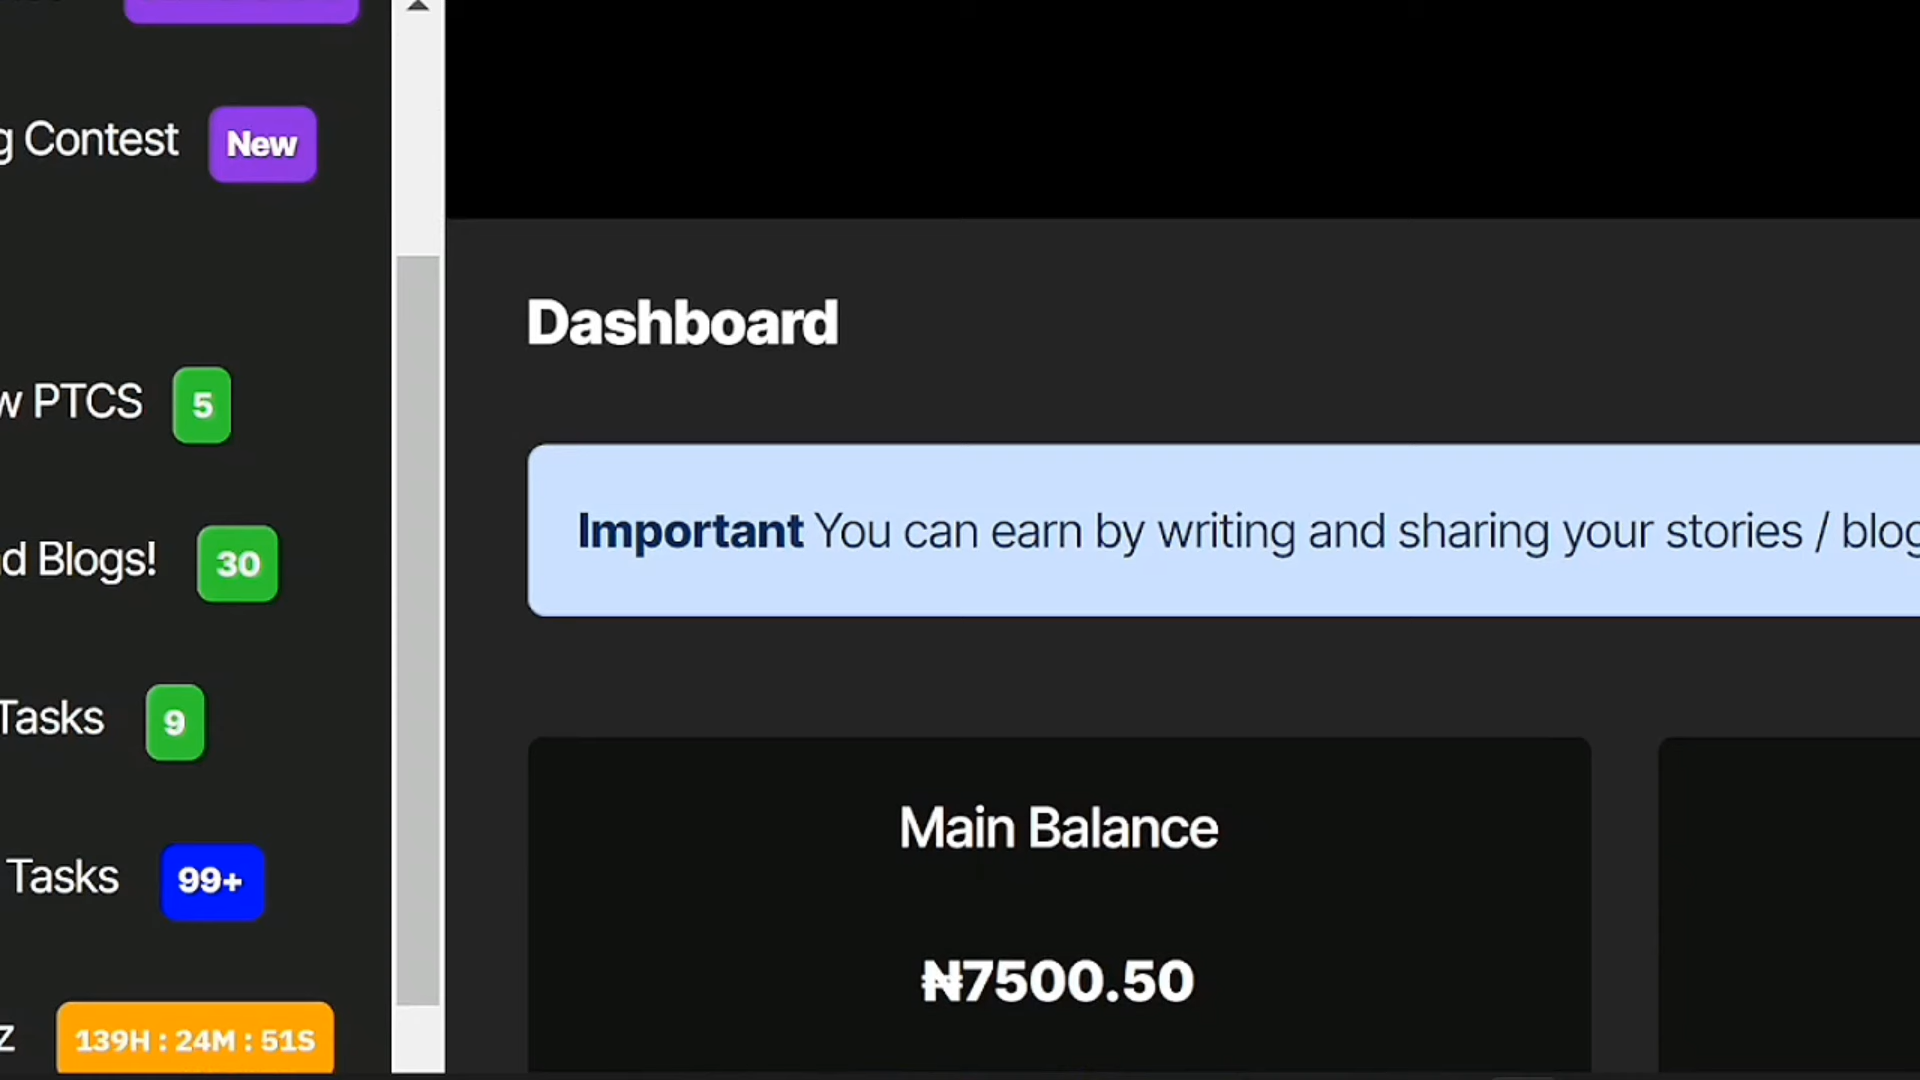 g Contest New
w PTCS 5
d Blogs! 30
Tasks 9
Tasks 99+
z 139H : 24M : 51S
Dashboard
Important You can earn by writing and sharing your stories / blog
Main Balance
₦7500.50